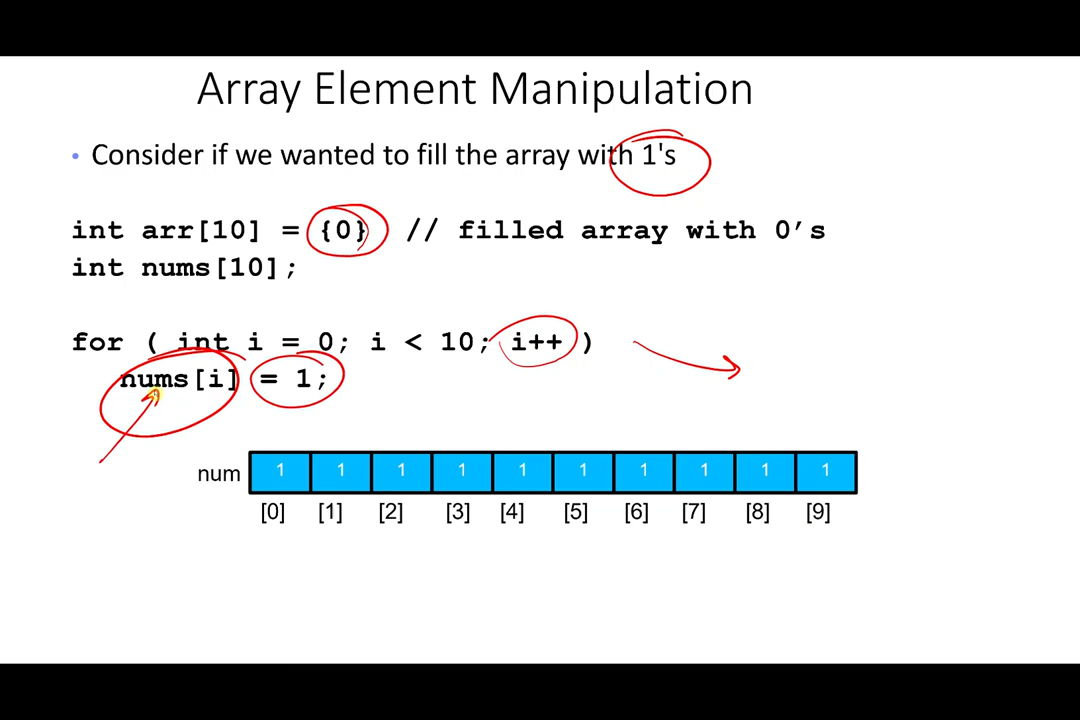 Array Element Manipulation
• Consider if we wanted to fill the array with 1's
int arr[10] = {0} // filled array with 0’s
int nums[10];
for ( int i = 0; i < 10; i++ )
nums[i] = 1;
num 1 1 1 1 1 1 1 1 1 1
[0] [1] [2] [3] [4] [5] [6] [7] [8] [9]